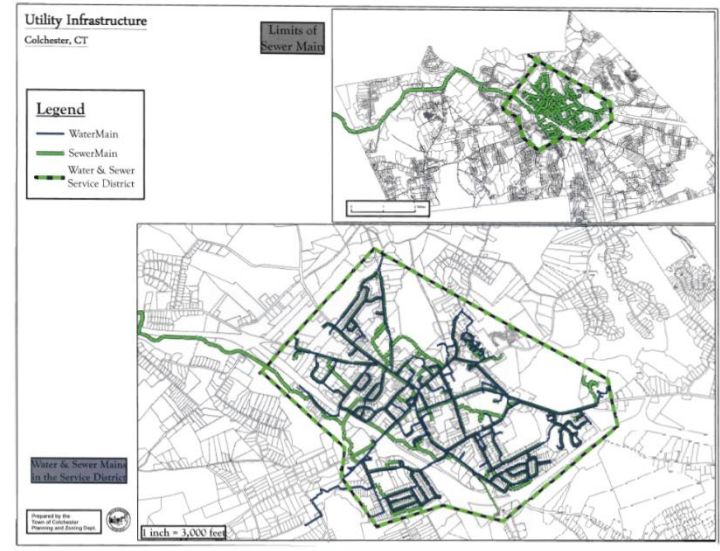 Utility Infrastructure
Colchester, CT
Limits of
Sewer Main
Legend
WaterMain
SewerMain
Water & Sewer
Service District
Water & Sewer Mains
in the Service District
Prepared by the
Town of Colchester
Planning and Zoning Dept.
1 inch = 3,000 feet